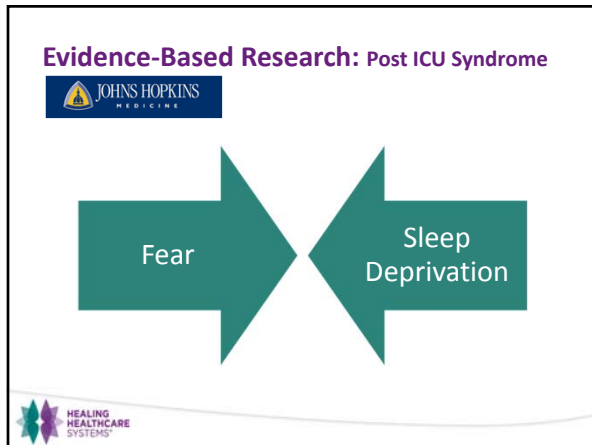 Evidence-Based Research: Post ICU Syndrome
JOHNS HOPKINS
MEDICINE
Fear
Sleep
Deprivation
HEALING
HEALTHCARE
SYSTEMS®